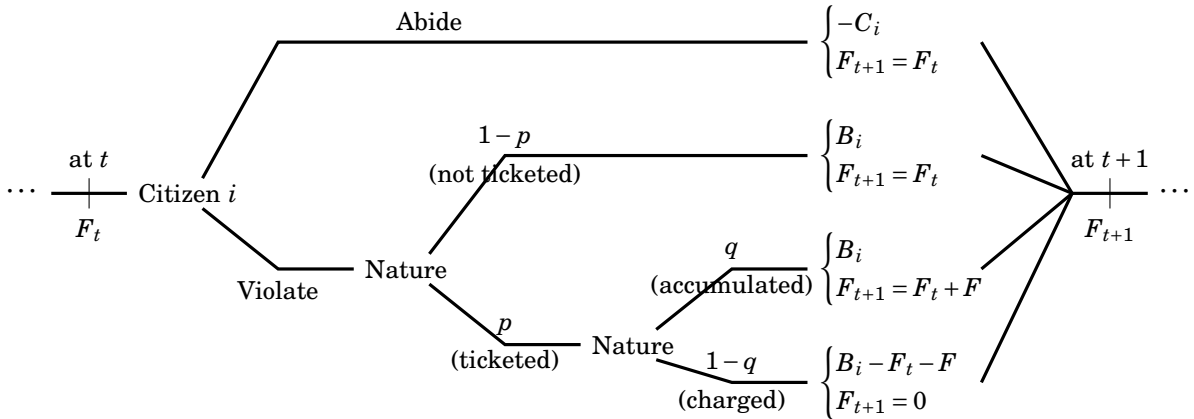 Abide
−C_i
F_{t+1} = F_t
1 − p
(not ticketed)
B_i
F_{t+1} = F_t
at t
at t + 1
··· Citizen i ···
F_t
F_{t+1}
Violate
Nature
q
(accumulated)
B_i
F_{t+1} = F_t + F
p
(ticketed)
Nature
1 − q
(charged)
B_i − F_t − F
F_{t+1} = 0